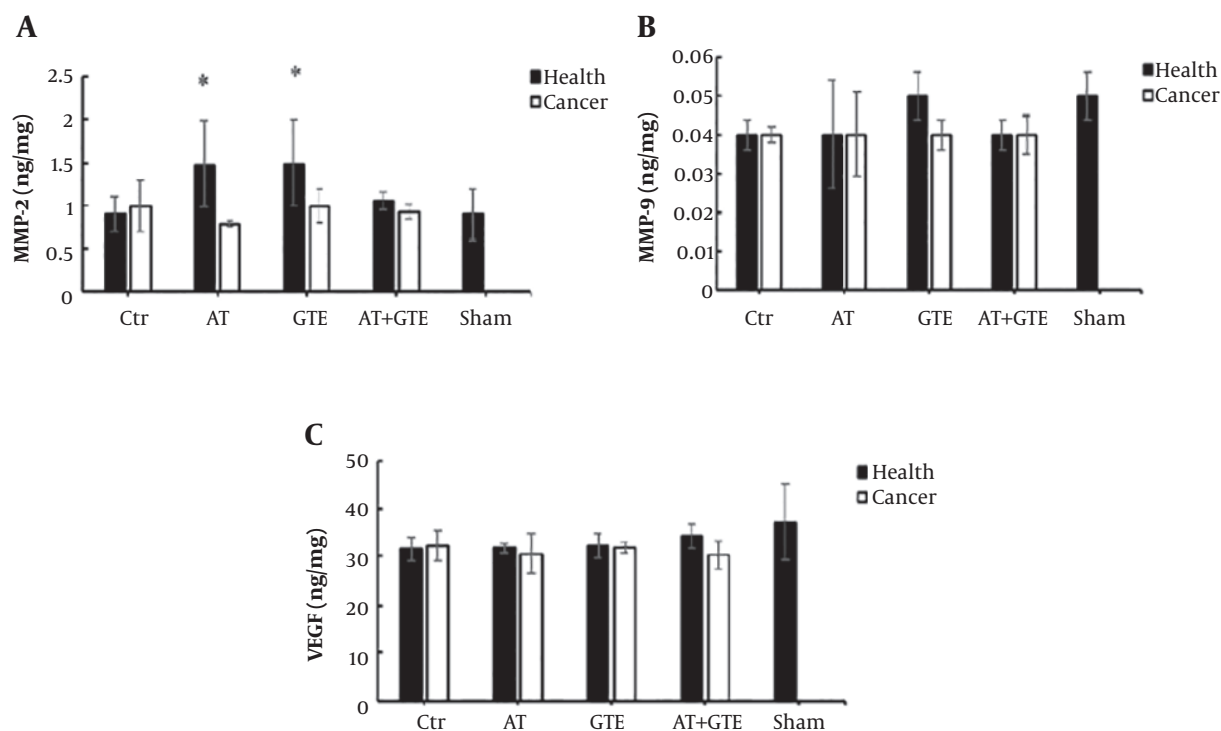 A
MMP-2 (ng/mg)
2.5
2
1.5
1
0.5
0
* *
Health
Cancer
Ctr AT GTE AT+GTE Sham
B
MMP-9 (ng/mg)
0.06
0.05
0.04
0.03
0.02
0.01
0
Health
Cancer
Ctr AT GTE AT+GTE Sham
C
VEGF (ng/mg)
50
40
30
20
10
0
Health
Cancer
Ctr AT GTE AT+GTE Sham